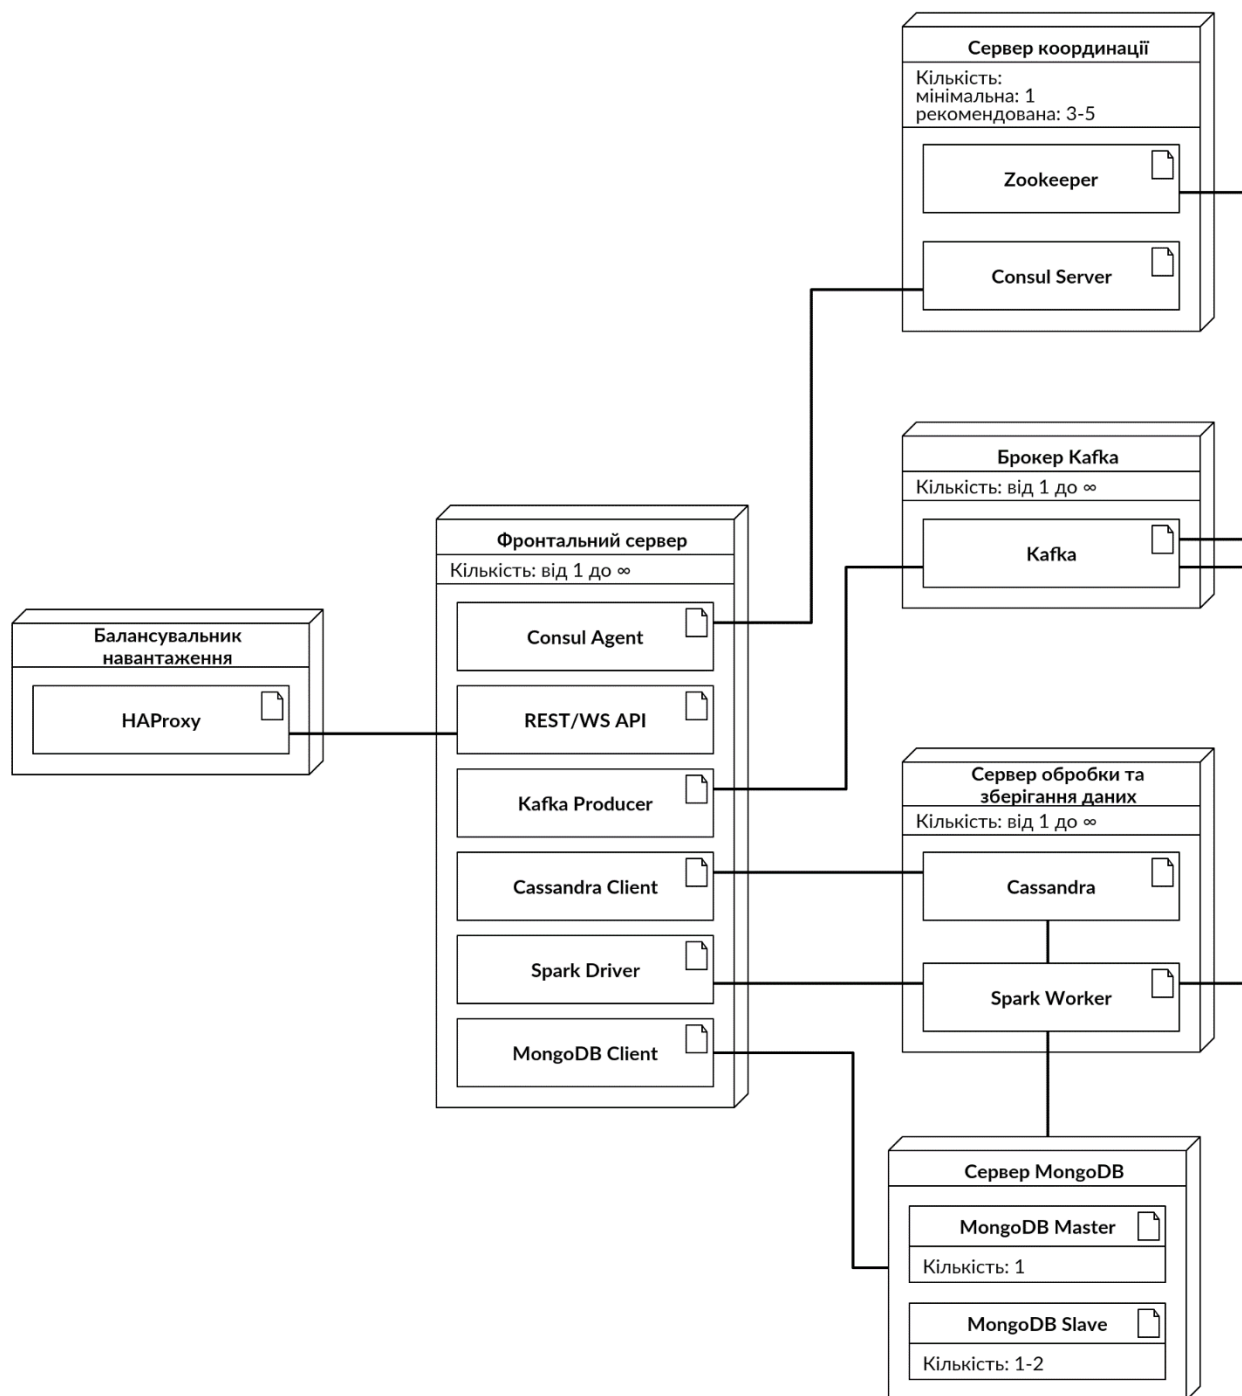 Сервер координації
Кількість:
мінімальна: 1
рекомендована: 3-5
Zookeeper
Consul Server
Брокер Kafka
Кількість: від 1 до ∞
Kafka
Фронтальний сервер
Кількість: від 1 до ∞
Consul Agent
REST/WS API
Kafka Producer
Cassandra Client
Spark Driver
MongoDB Client
Балансувальник
навантаження
HAProxy
Сервер обробки та
зберігання даних
Кількість: від 1 до ∞
Cassandra
Spark Worker
Сервер MongoDB
MongoDB Master
Кількість: 1
MongoDB Slave
Кількість: 1-2